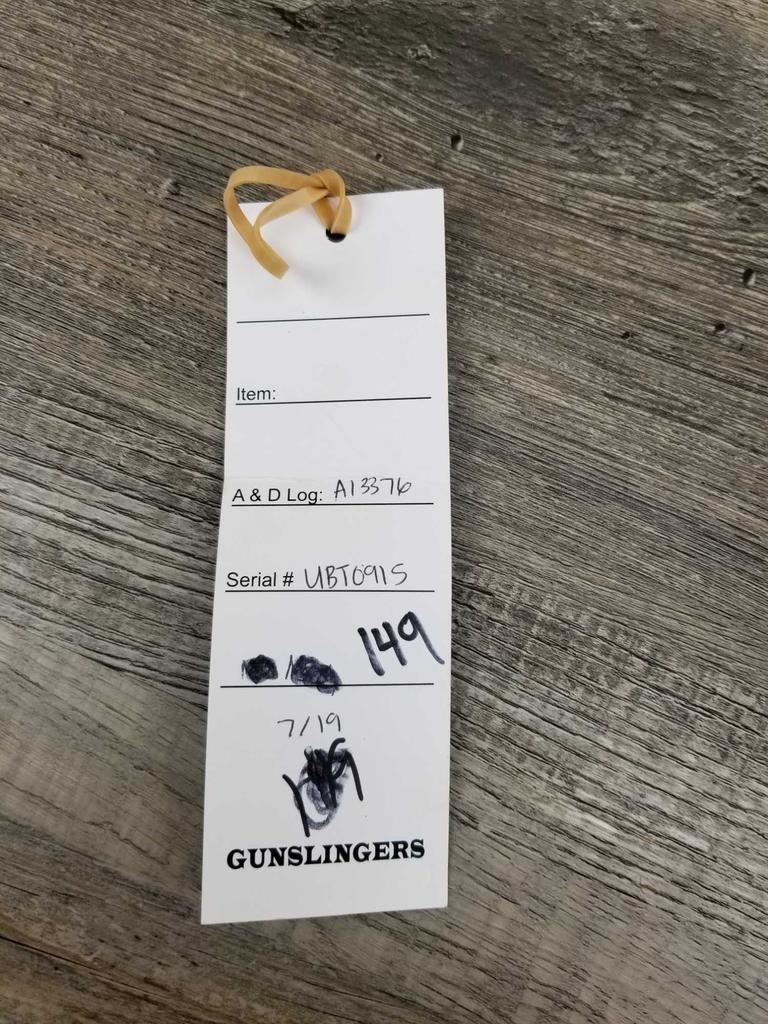 Item:
A & D Log: A13376
Serial # UBT0915
149
7/19
GUNSLINGERS